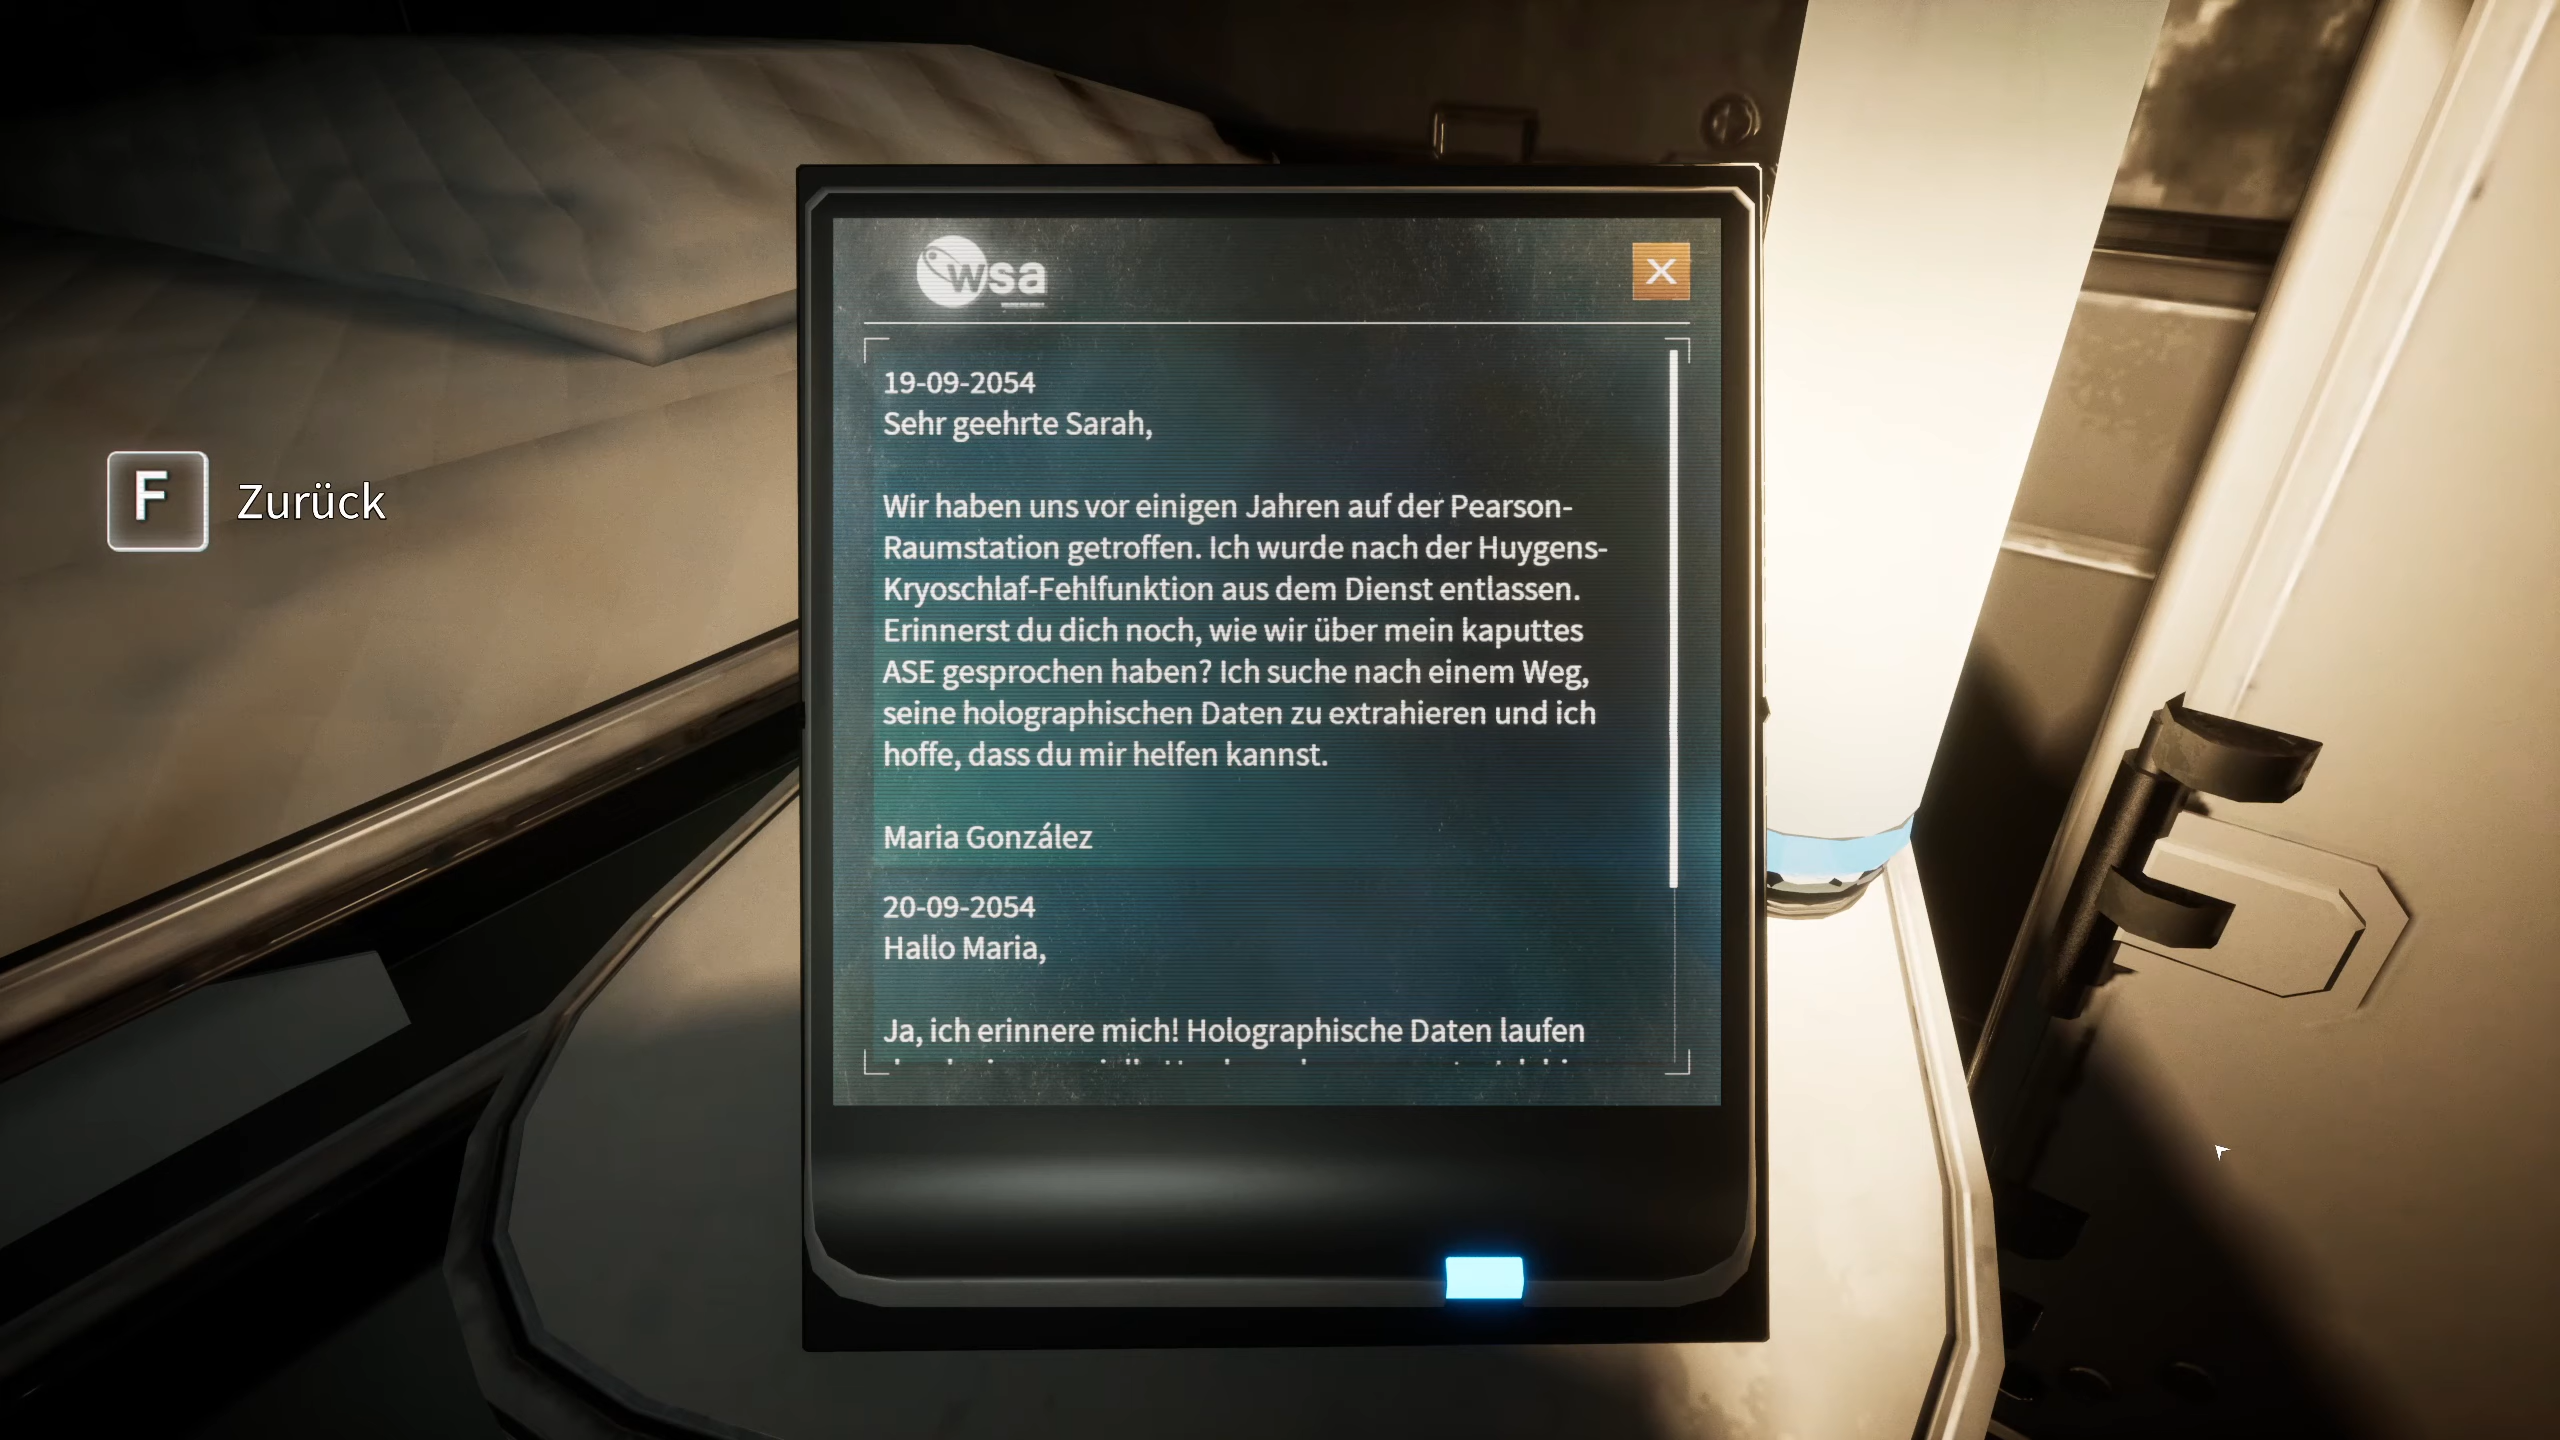 wsa
19-09-2054
Sehr geehrte Sarah,
Wir haben uns vor einigen Jahren auf der Pearson-
Raumstation getroffen. Ich wurde nach der Huygens-
Kryoschlaf-Fehlfunktion aus dem Dienst entlassen.
Erinnerst du dich noch, wie wir über mein kaputtes
ASE gesprochen haben? Ich suche nach einem Weg,
seine holographischen Daten zu extrahieren und ich
hoffe, dass du mir helfen kannst.
Maria González
20-09-2054
Hallo Maria,
Ja, ich erinnere mich! Holographische Daten laufen
F Zurück